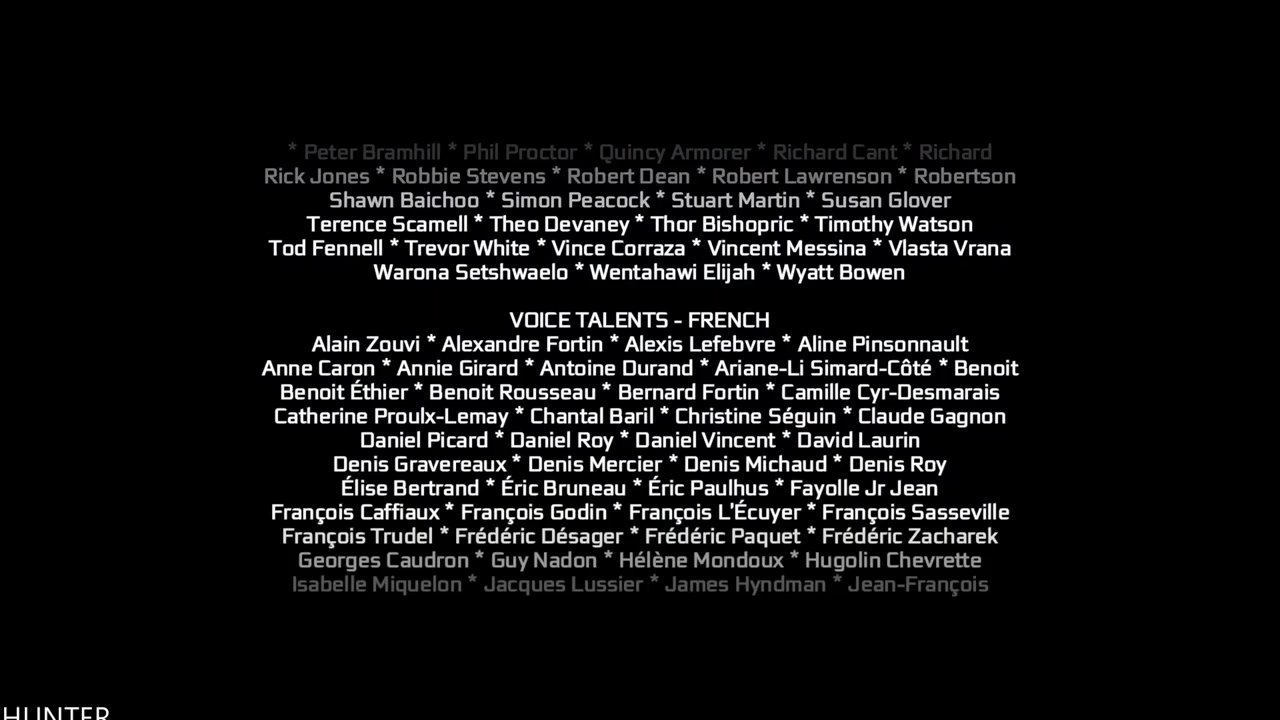 * Peter Bramhill * Phil Proctor * Quincy Armorer * Richard Cant * Richard
Rick Jones * Robbie Stevens * Robert Dean * Robert Lawrenson * Robertson
Shawn Baichoo * Simon Peacock * Stuart Martin * Susan Glover
Terence Scamell * Theo Devaney * Thor Bishopric * Timothy Watson
Tod Fennell * Trevor White * Vince Corraza * Vincent Messina * Vlasta Vrana
Warona Setshwaelo * Wentahawi Elijah * Wyatt Bowen
VOICE TALENTS - FRENCH
Alain Zouvi * Alexandre Fortin * Alexis Lefebvre * Aline Pinsonnault
Anne Caron * Annie Girard * Antoine Durand * Ariane-Li Simard-Côté * Benoit
Benoit Éthier * Benoit Rousseau * Bernard Fortin * Camille Cyr-Desmarais
Catherine Proulx-Lemay * Chantal Baril * Christine Séguin * Claude Gagnon
Daniel Picard * Daniel Roy * Daniel Vincent * David Laurin
Denis Gravereaux * Denis Mercier * Denis Michaud * Denis Roy
Élise Bertrand * Éric Bruneau * Éric Paulhus * Fayolle Jr Jean
François Caffiaux * François Godin * François L'Écuyer * François Sasseville
François Trudel * Frédéric Désager * Frédéric Paquet * Frédéric Zacharek
Georges Caudron * Guy Nadon * Hélène Mondoux * Hugolin Chevrette
Isabelle Miquelon * Jacques Lussier * James Hyndman * Jean-François
HUNTER